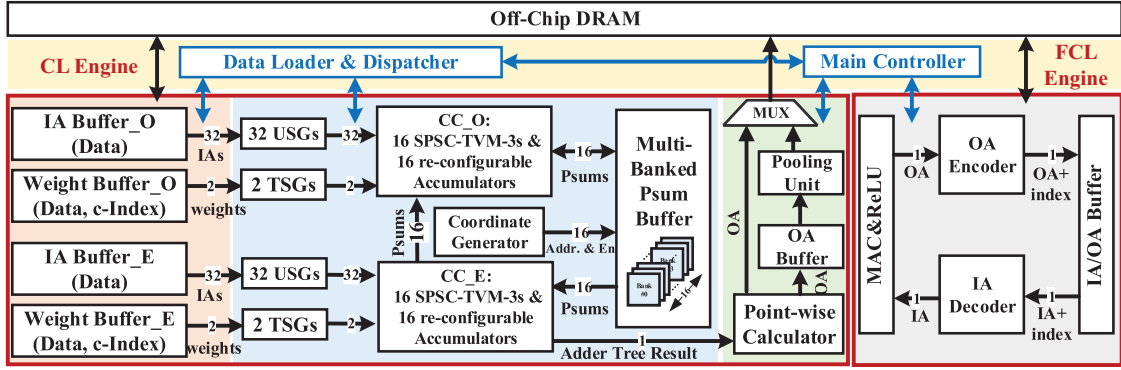 Off-Chip DRAM
CL Engine
Data Loader & Dispatcher
Main Controller
FCL
Engine
IA Buffer_O
(Data)
32
IAs
32 USGs
32
Weight Buffer_O
(Data, c-Index)
2
weights
2 TSGs
2
IA Buffer_E
(Data)
32
IAs
32 USGs
32
Weight Buffer_E
(Data, c-Index)
2
weights
2 TSGs
2
CC_O:
16 SPSC-TVM-3s &
16 re-configurable
Accumulators
16
Psums
Psums
16
Coordinate
Generator
16
Addr. & En
CC_E:
16 SPSC-TVM-3s &
16 re-configurable
Accumulators
16
Psums
Multi-
Banked
Psum
Buffer
Bank
#0
16
1
Adder Tree Result
MUX
Pooling
Unit
OA
Buffer
OA
OA
Point-wise
Calculator
MAC&ReLU
1
OA
OA
Encoder
1
OA+
index
IA/OA Buffer
1
IA
IA
Decoder
1
IA+
index